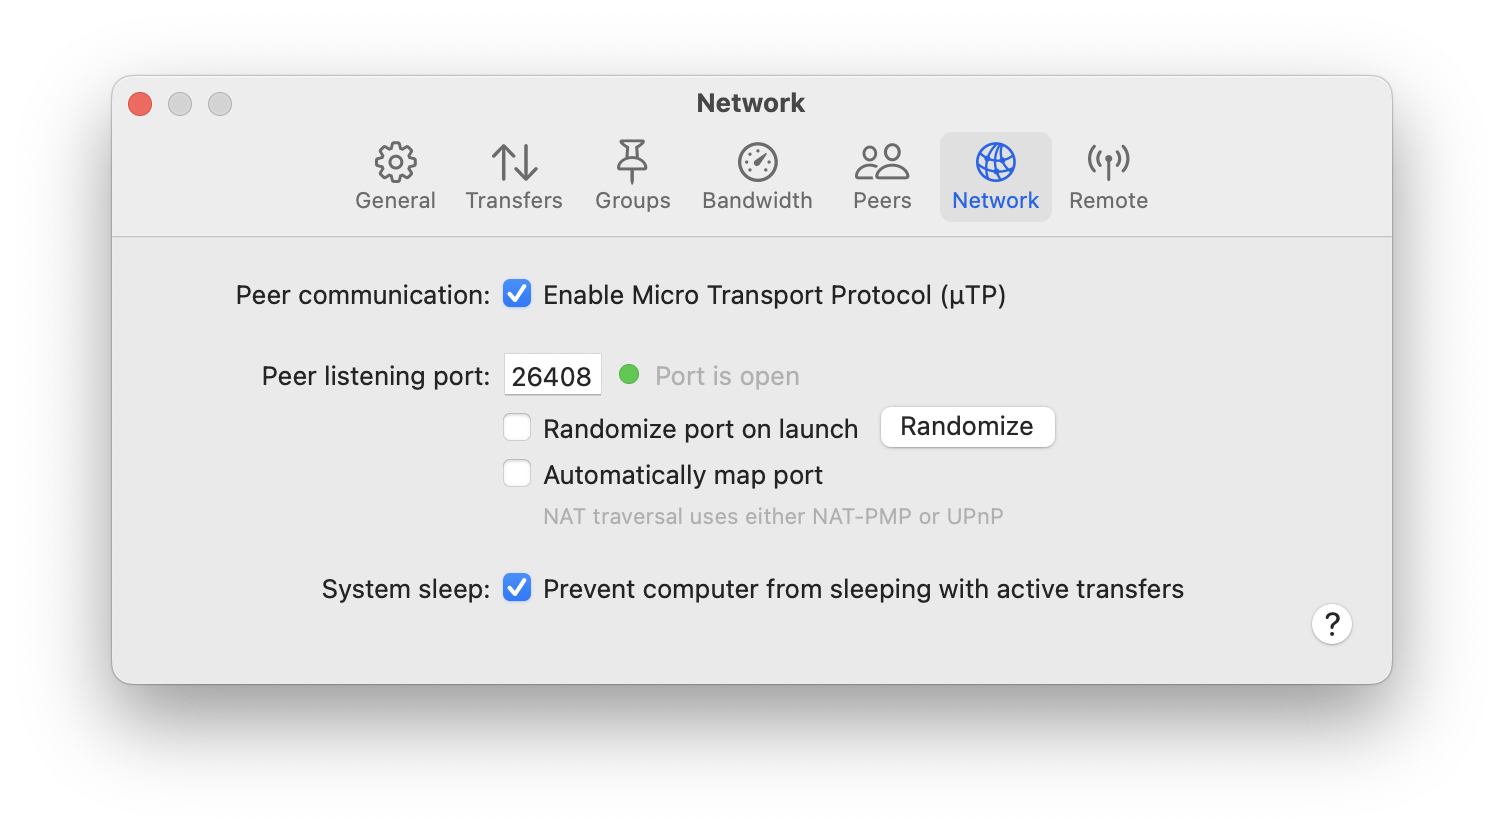 Network
General Transfers Groups Bandwidth Peers Network Remote
Peer communication: Enable Micro Transport Protocol (µTP)
Peer listening port: 26408 Port is open
Randomize port on launch Randomize
Automatically map port
NAT traversal uses either NAT-PMP or UPnP
System sleep: Prevent computer from sleeping with active transfers
?